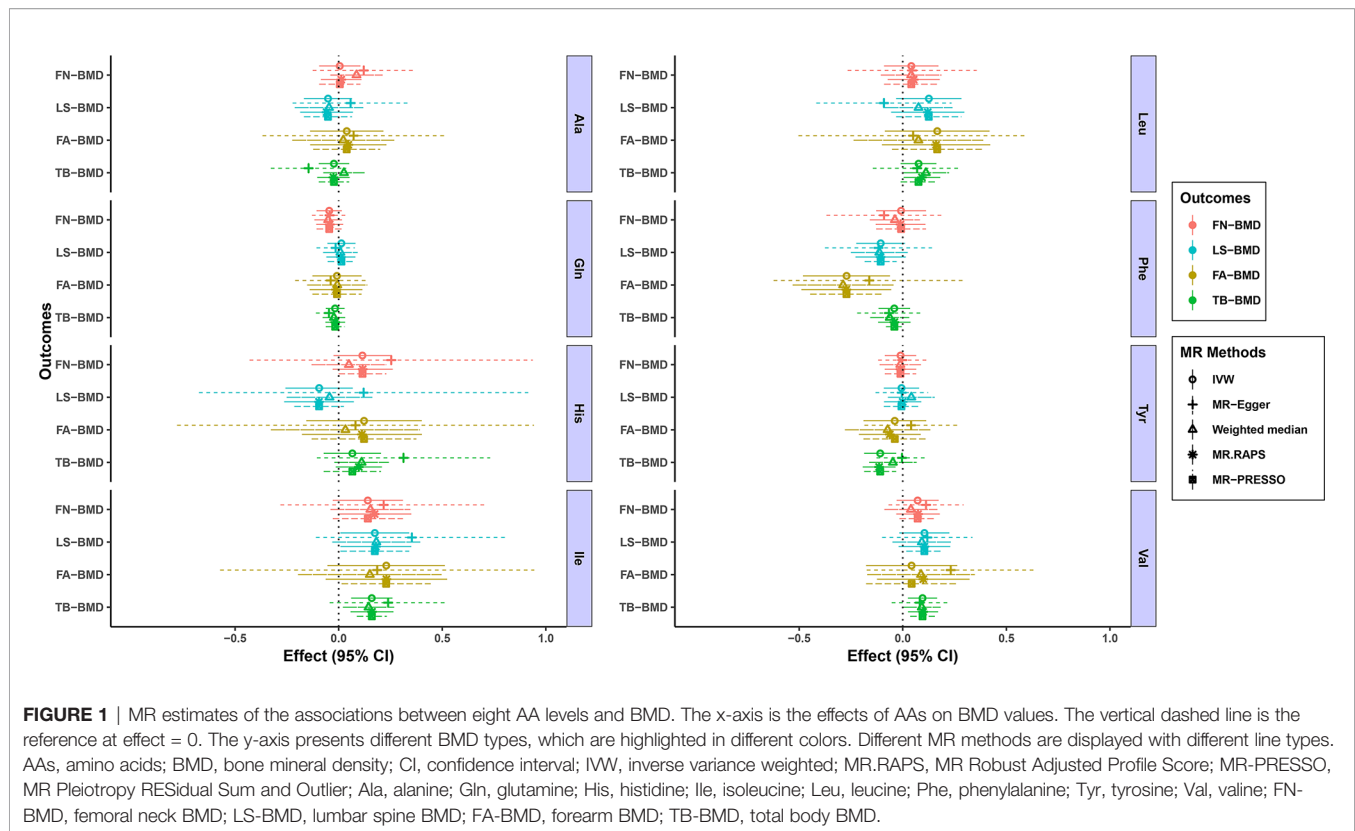 FN-BMD
LS-BMD
FA-BMD
TB-BMD
Ala
FN-BMD
LS-BMD
FA-BMD
TB-BMD
Gln
FN-BMD
LS-BMD
FA-BMD
TB-BMD
His
FN-BMD
LS-BMD
FA-BMD
TB-BMD
Ile
Outcomes
−0.5 0.0 0.5 1.0
Effect (95% CI)
FN-BMD
LS-BMD
FA-BMD
TB-BMD
Leu
FN-BMD
LS-BMD
FA-BMD
TB-BMD
Phe
FN-BMD
LS-BMD
FA-BMD
TB-BMD
Tyr
FN-BMD
LS-BMD
FA-BMD
TB-BMD
Val
−0.5 0.0 0.5 1.0
Effect (95% CI)
Outcomes
FN-BMD
LS-BMD
FA-BMD
TB-BMD
MR Methods
IVW
MR-Egger
Weighted median
MR.RAPS
MR-PRESSO
FIGURE 1 | MR estimates of the associations between eight AA levels and BMD. The x-axis is the effects of AAs on BMD values. The vertical dashed line is the
reference at effect = 0. The y-axis presents different BMD types, which are highlighted in different colors. Different MR methods are displayed with different line types.
AAs, amino acids; BMD, bone mineral density; CI, confidence interval; IVW, inverse variance weighted; MR.RAPS, MR Robust Adjusted Profile Score; MR-PRESSO,
MR Pleiotropy RESidual Sum and Outlier; Ala, alanine; Gln, glutamine; His, histidine; Ile, isoleucine; Leu, leucine; Phe, phenylalanine; Tyr, tyrosine; Val, valine; FN-
BMD, femoral neck BMD; LS-BMD, lumbar spine BMD; FA-BMD, forearm BMD; TB-BMD, total body BMD.